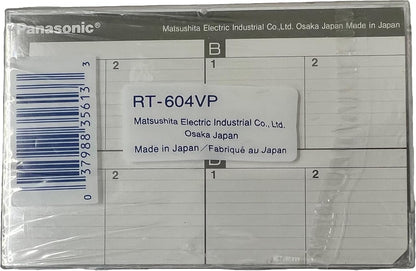 Panasonic®
Matsushita Electric Industrial Co.,Ltd. Osaka Japan Made in Japan
B
2 1 2
0 37988 35613 3
RT-604VP
Matsushita Electric Industrial Co., Ltd.
Osaka Japan
Made in Japan/Fabriqué au Japan
2 1 2